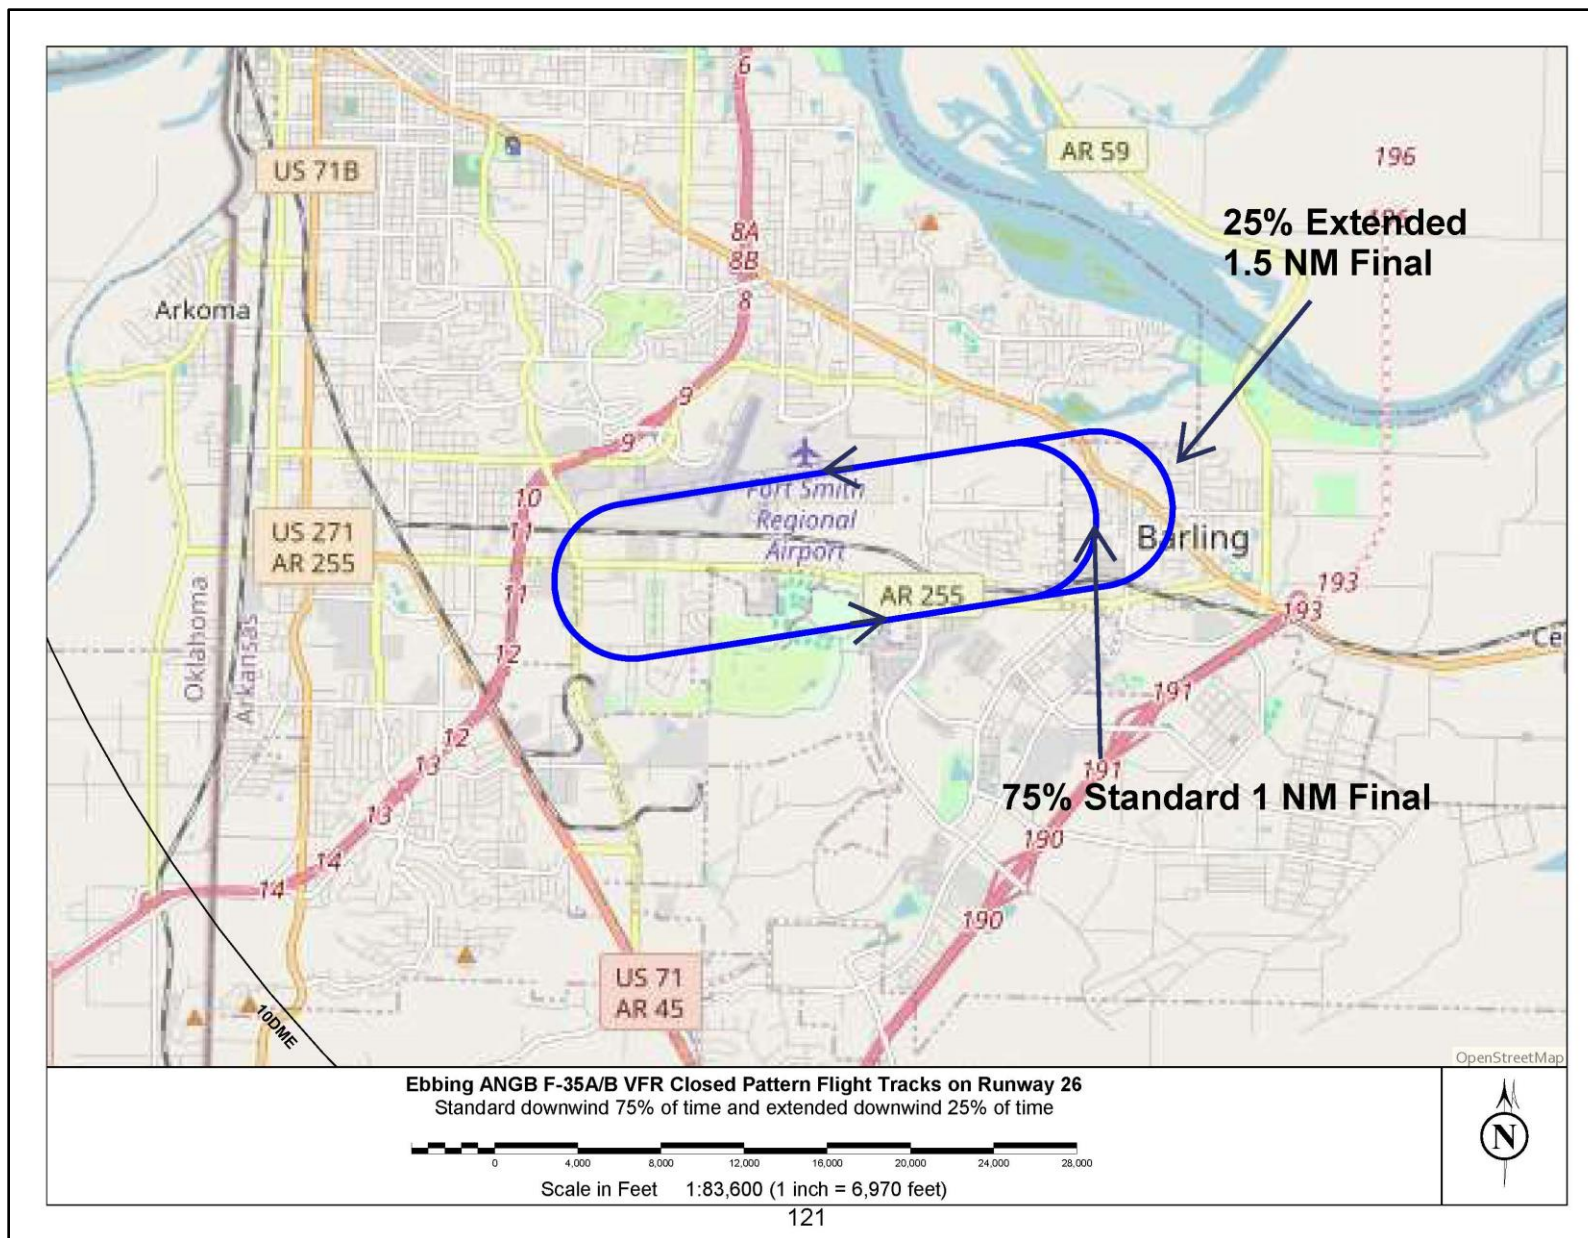 6
AR 59
196
US 71B
196
25% Extended
1.5 NM Final
8A
8B
8
Arkoma
9
9
10
Fort Smith
Regional
Airport
11
US 271
AR 255
Barling
AR 255
11
193
193
Oklahoma
Arkansas
12
191
12
13
191
75% Standard 1 NM Final
13
190
14
14
190
US 71
AR 45
10DME
OpenStreetMap
Ebbing ANGB F-35A/B VFR Closed Pattern Flight Tracks on Runway 26
Standard downwind 75% of time and extended downwind 25% of time
0 4,000 8,000 12,000 16,000 20,000 24,000 28,000
Scale in Feet 1:83,600 (1 inch = 6,970 feet)
N
121